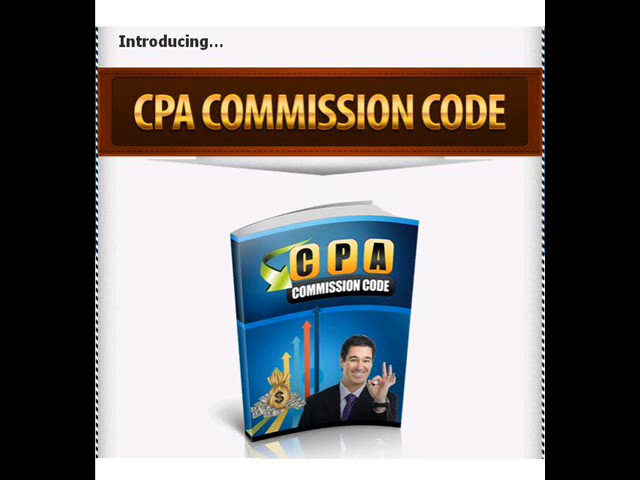 Introducing...
CPA COMMISSION CODE
CPA
COMMISSION CODE
$